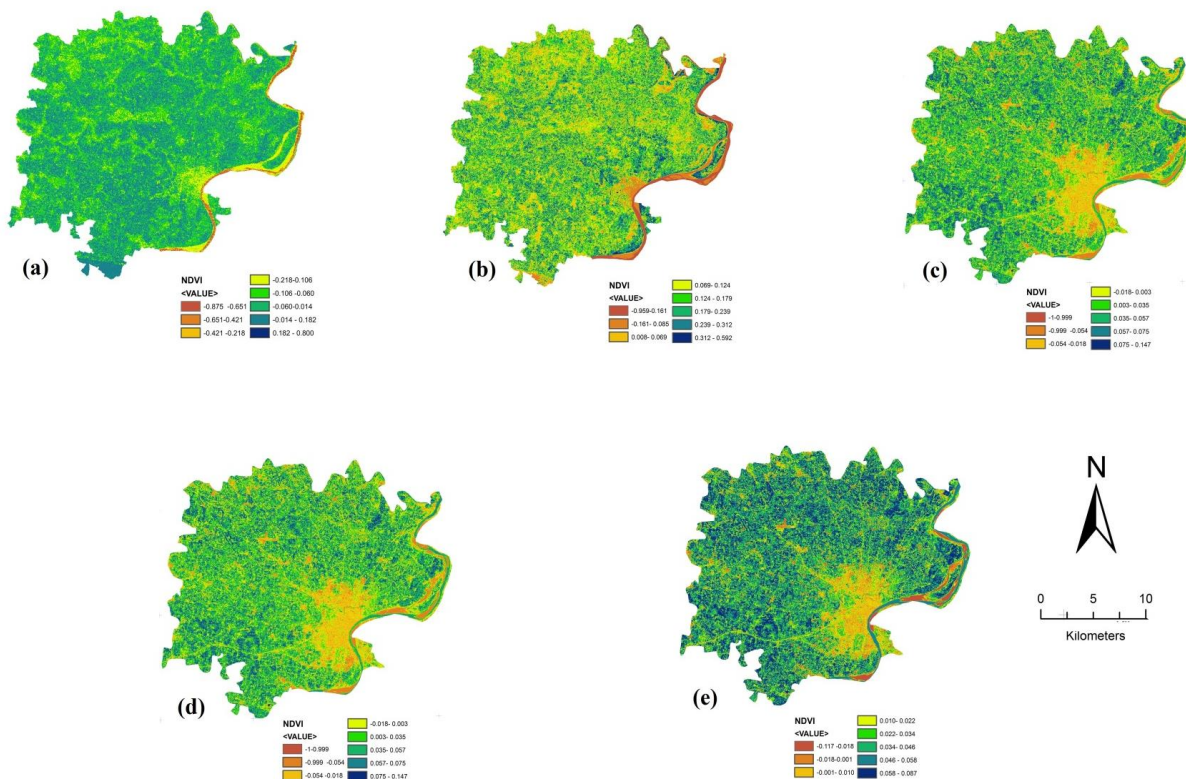 (a)
NDVI
<VALUE>
-0.875 -0.651
-0.651-0.421
-0.421 -0.218
-0.218-0.106
-0.106 -0.060
-0.060-0.014
-0.014 - 0.182
0.182 - 0.800
(b)
NDVI
<VALUE>
-0.959-0.161
-0.161- 0.085
0.008- 0.069
0.069- 0.124
0.124 - 0.179
0.179- 0.239
0.239 - 0.312
0.312 - 0.592
(c)
NDVI
<VALUE>
-1-0.999
-0.999 -0.054
-0.054 -0.018
-0.018- 0.003
0.003- 0.035
0.035- 0.057
0.057- 0.075
0.075 - 0.147
(d)
NDVI
<VALUE>
-1-0.999
-0.999 -0.054
-0.054 -0.018
-0.018- 0.003
0.003- 0.035
0.035- 0.057
0.057- 0.075
0.075 - 0.147
(e)
NDVI
<VALUE>
-0.117 -0.018
-0.018-0.001
-0.001- 0.010
0.010- 0.022
0.022- 0.034
0.034 - 0.046
0.046 - 0.058
0.058 - 0.087
N
0 5 10
Kilometers